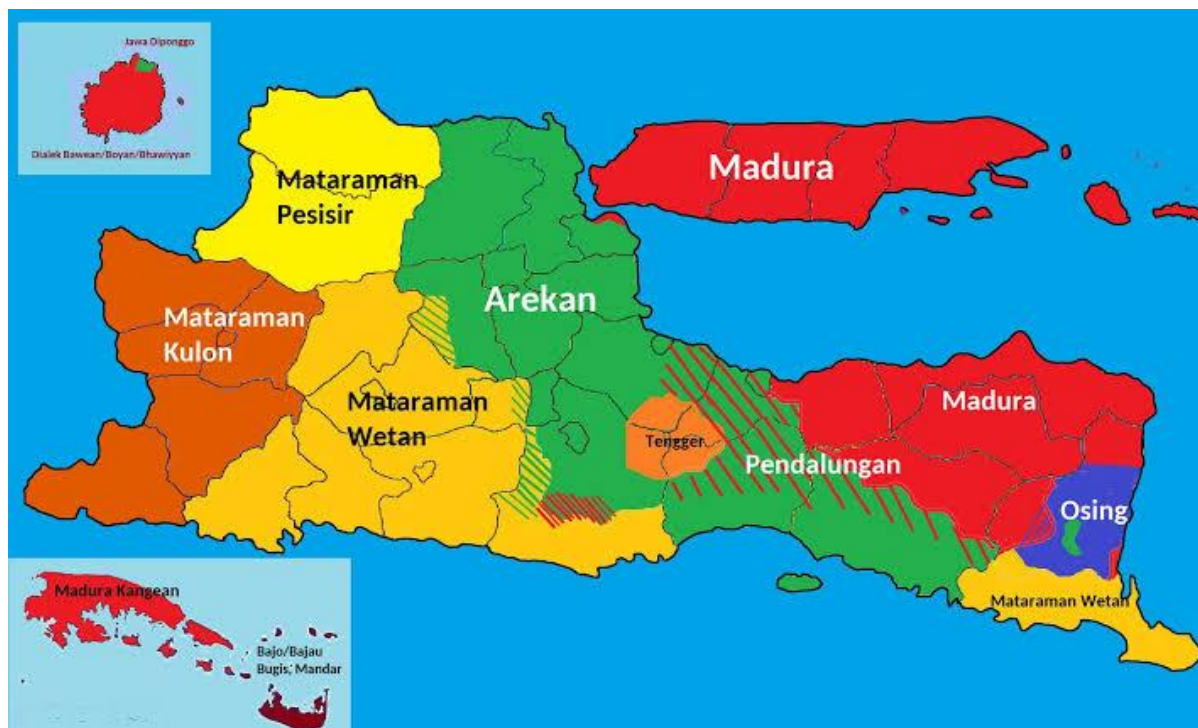 Jawa Diponggo
Dialek Bawean/Boyan/Bhawiyyan
Mataraman
Pesisir
Madura
Arekan
Mataraman
Kulon
Mataraman
Wetan
Tengger
Pendalungan
Madura
Osing
Mataraman Wetan
Madura Kangean
Bajo/Bajau
Bugis, Mandar